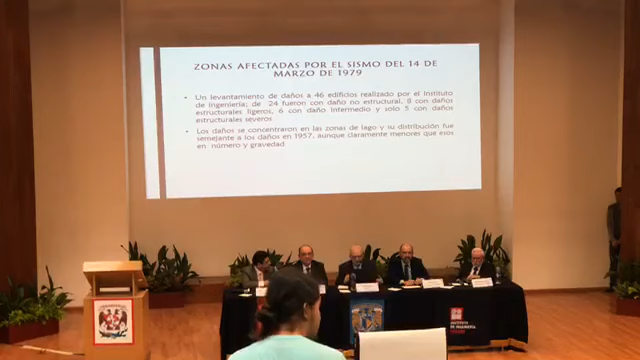 ZONAS AFECTADAS POR EL SISMO DEL 14 DE
MARZO DE 1979
• Un levantamiento de daños a 46 edificios realizado por el Instituto
de Ingeniería; de 24 fueron con daño no estructural, 8 con daños
estructurales ligeros, 6 con daño intermedio y solo 5 con daños
estructurales severos
• Los daños se concentraron en las zonas de lago y su distribución fue
semejante a los daños en 1957, aunque claramente menores que esos
en número y gravedad
INSTITUTO
DE INGENIERÍA